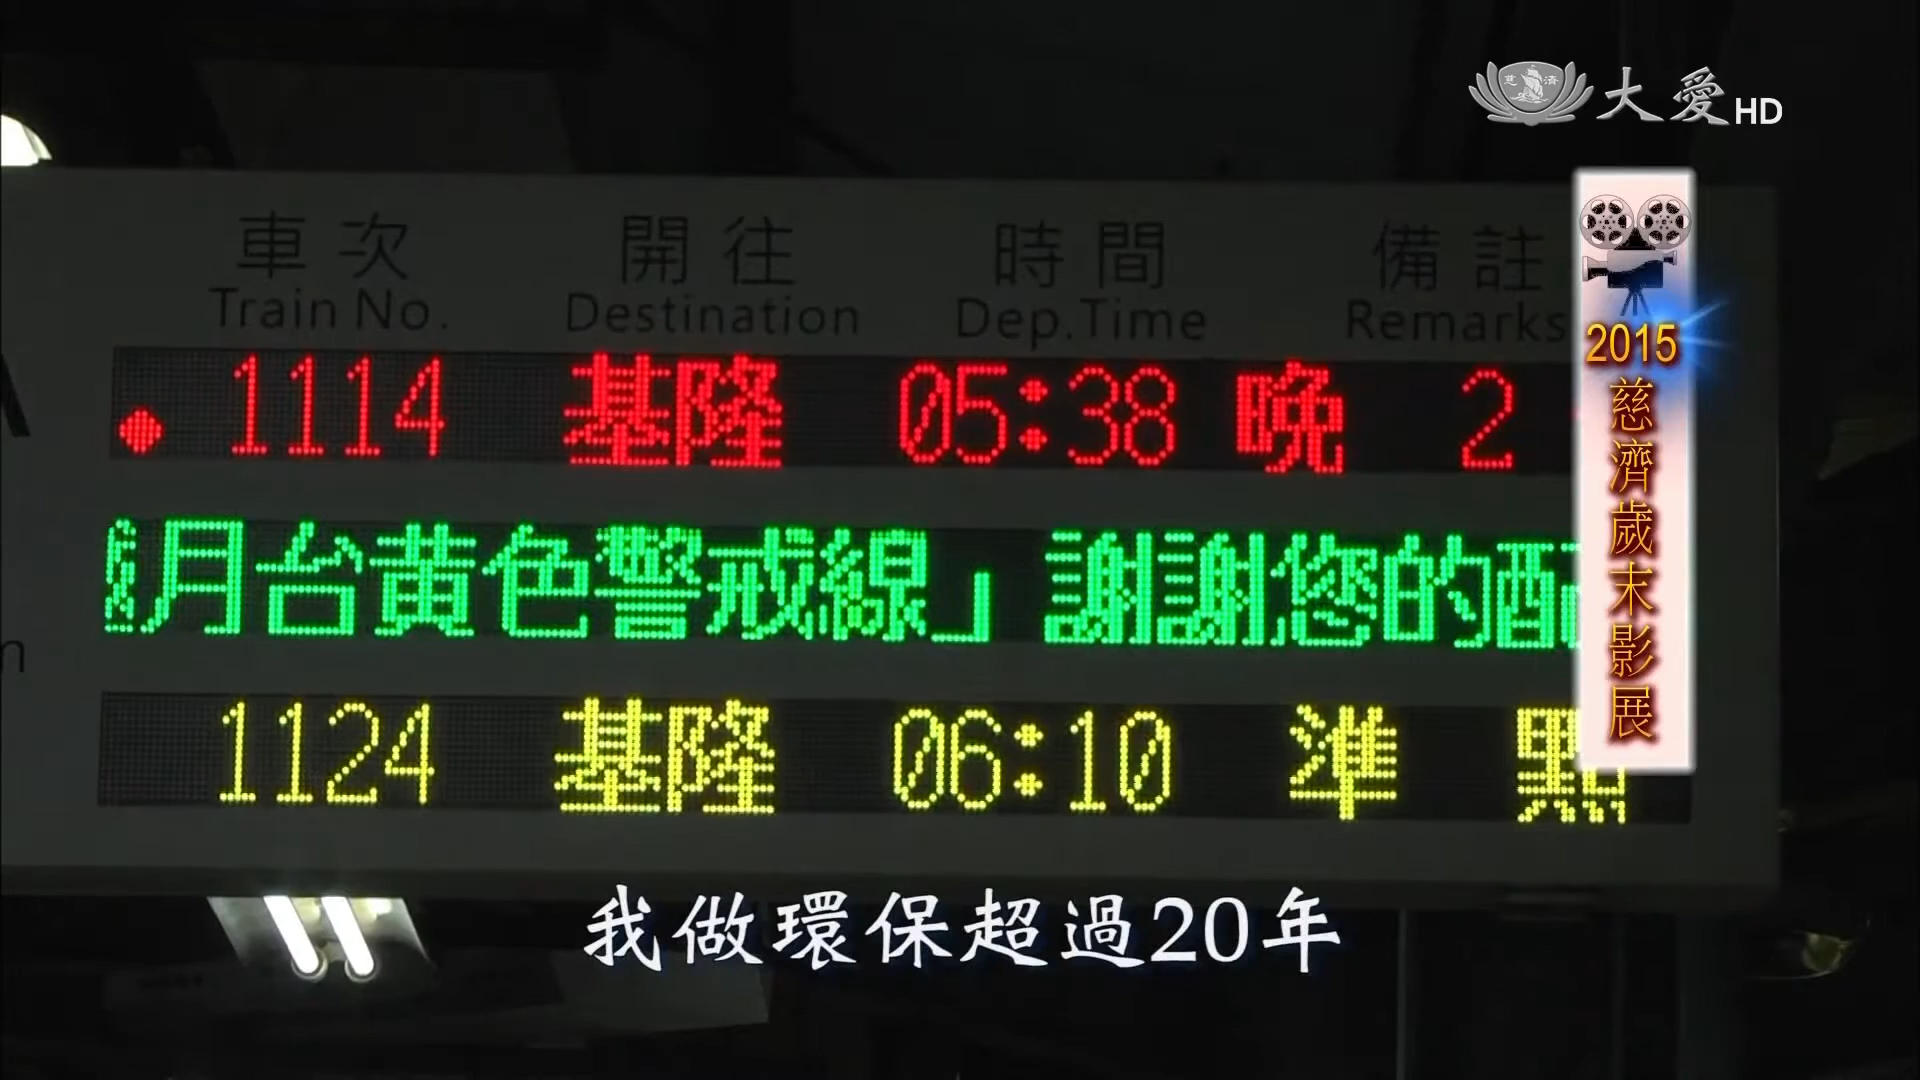 大愛HD
車次 開往 時間 備註
Train No. Destination Dep.Time Remarks
1114 基隆 05:38 晚 2
月台黃色警戒線」謝謝您的配
1124 基隆 06:10 準點
2015
慈濟歲末影展
我做環保超過20年